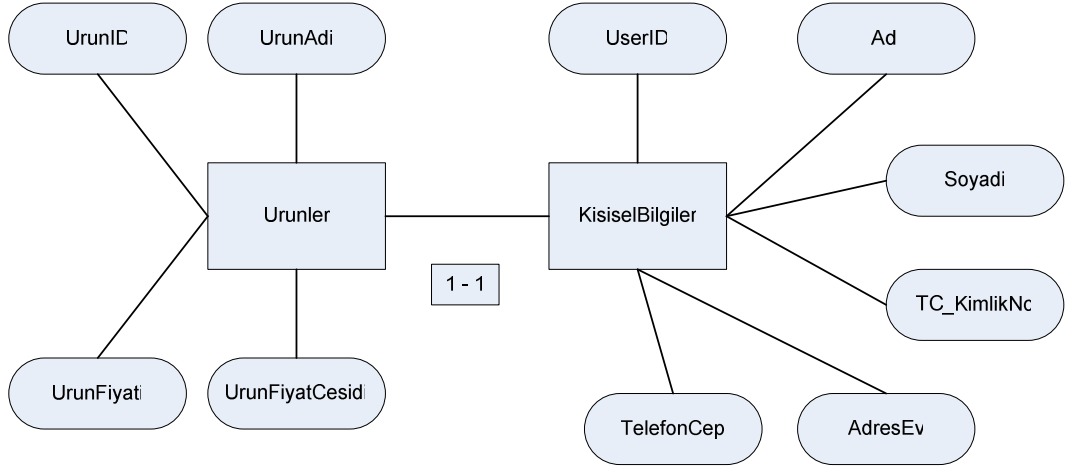 UrunID
UrunAdi
UserID
Ad
Soyadi
Urunler
KisiselBilgiler
1 - 1
TC_KimlikNo
UrunFiyati
UrunFiyatCesidi
TelefonCep
AdresEv